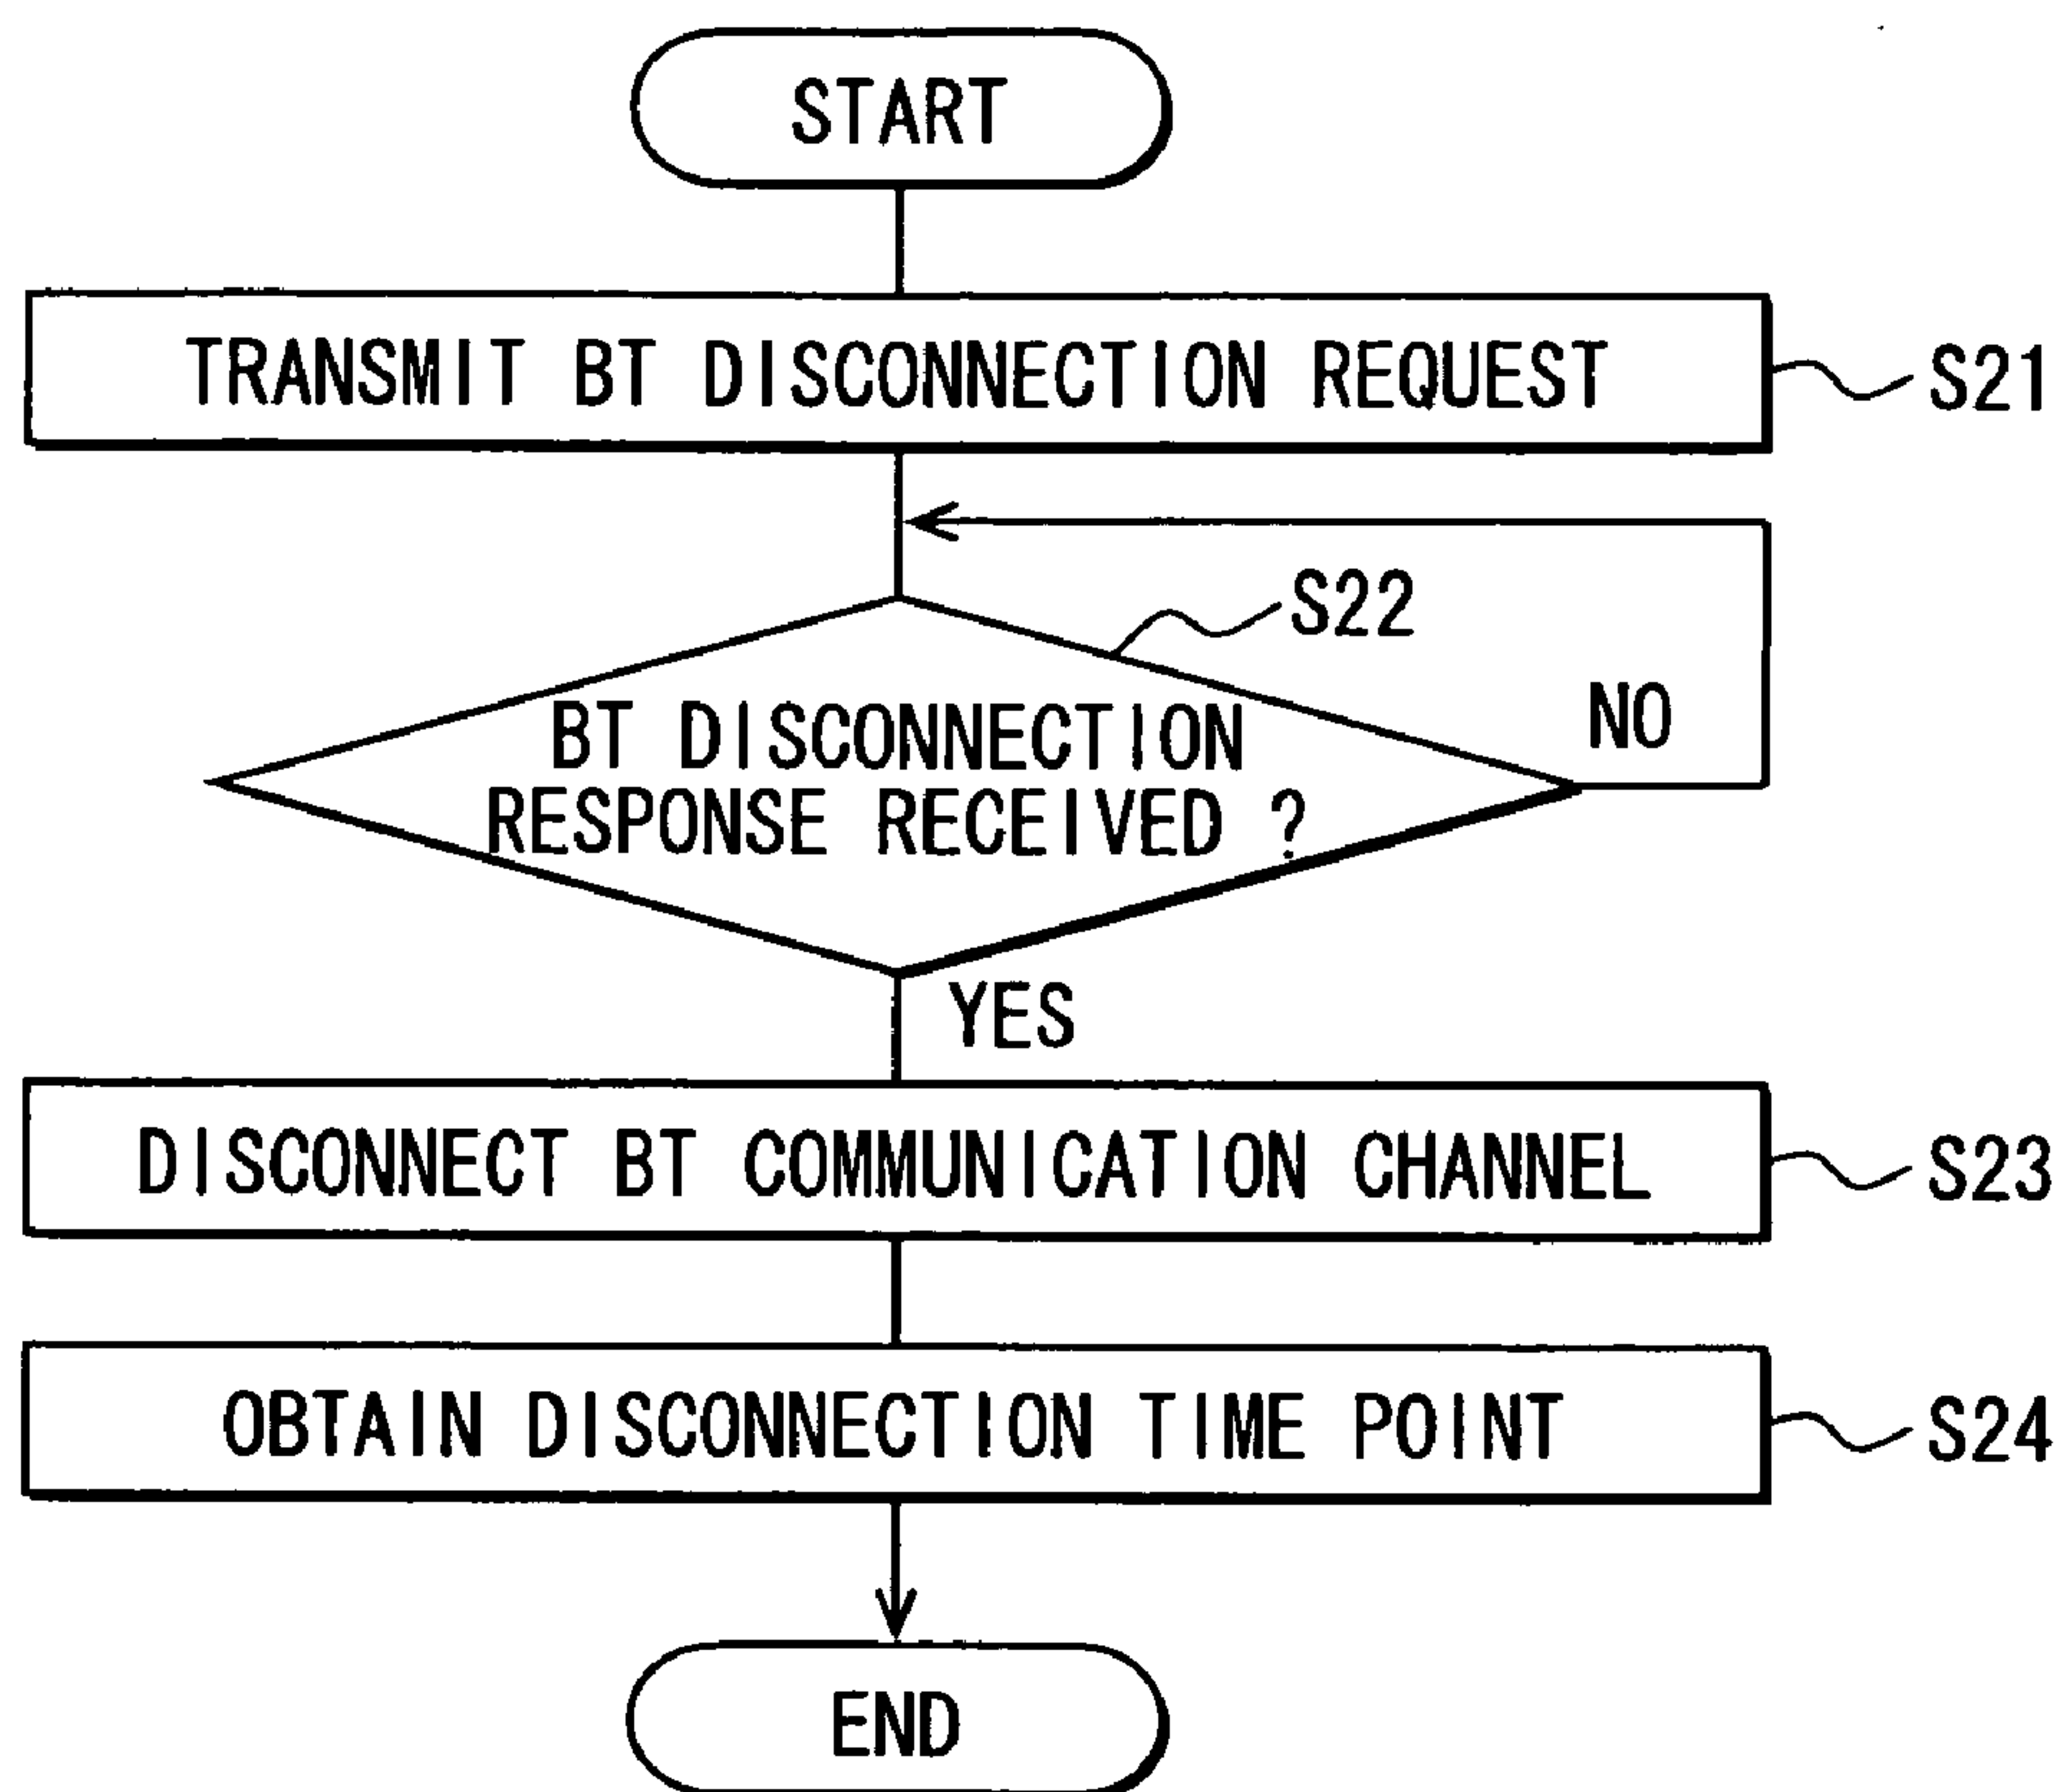 START
TRANSMIT BT DISCONNECTION REQUEST
S21
S22
BT DISCONNECTION
RESPONSE RECEIVED ?
NO
YES
DISCONNECT BT COMMUNICATION CHANNEL
S23
OBTAIN DISCONNECTION TIME POINT
S24
END